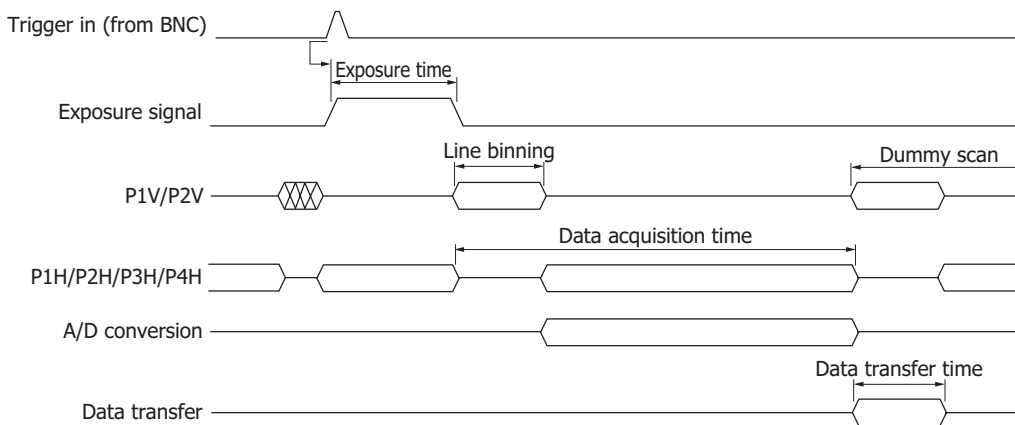 Trigger in (from BNC)
Exposure time
Exposure signal
Line binning
Dummy scan
P1V/P2V
Data acquisition time
P1H/P2H/P3H/P4H
A/D conversion
Data transfer time
Data transfer